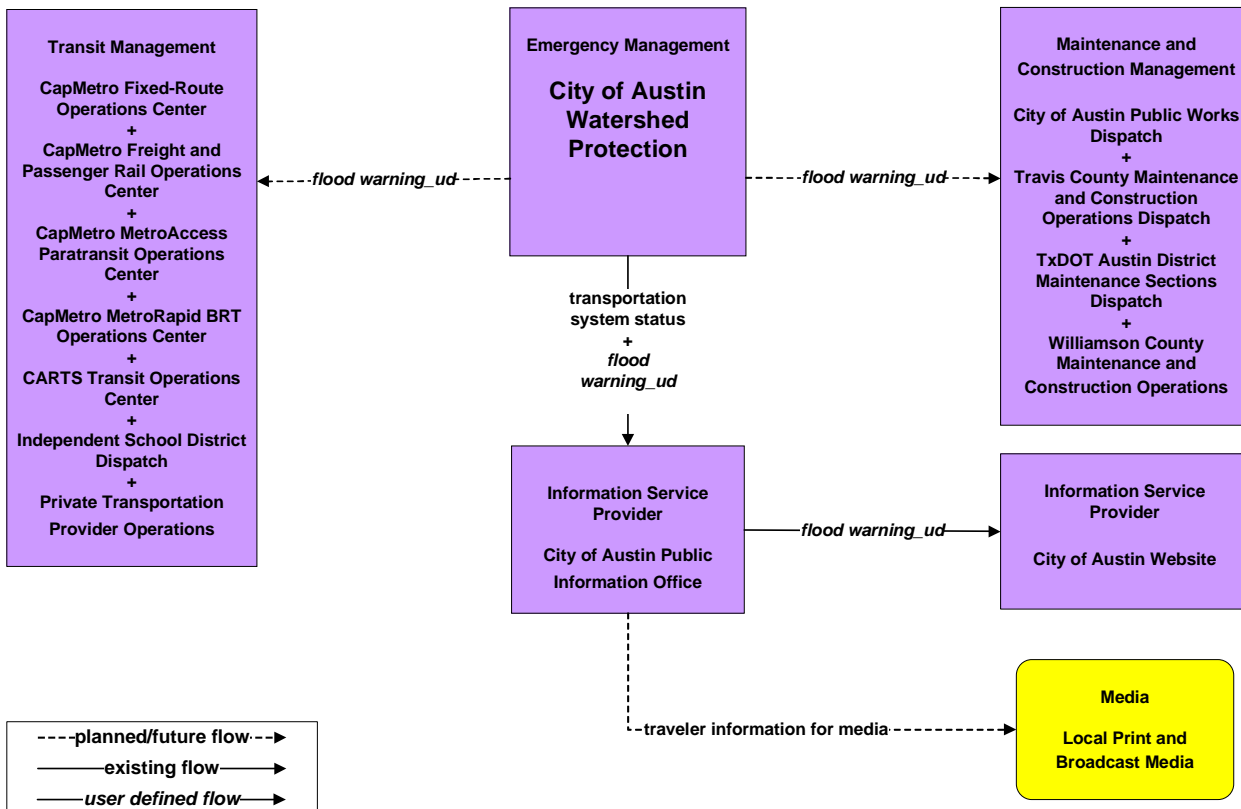 Transit Management
CapMetro Fixed-Route
Operations Center
+
CapMetro Freight and
Passenger Rail Operations
Center
+
CapMetro MetroAccess
Paratransit Operations
Center
+
CapMetro MetroRapid BRT
Operations Center
+
CARTS Transit Operations
Center
+
Independent School District
Dispatch
+
Private Transportation
Provider Operations
flood warning_ud
Emergency Management
City of Austin
Watershed
Protection
flood warning_ud
Maintenance and
Construction Management
City of Austin Public Works
Dispatch
+
Travis County Maintenance
and Construction
Operations Dispatch
+
TxDOT Austin District
Maintenance Sections
Dispatch
+
Williamson County
Maintenance and
Construction Operations
transportation
system status
+
flood
warning_ud
Information Service
Provider
City of Austin Public
Information Office
flood warning_ud
Information Service
Provider
City of Austin Website
traveler information for media
Media
Local Print and
Broadcast Media
planned/future flow
existing flow
user defined flow